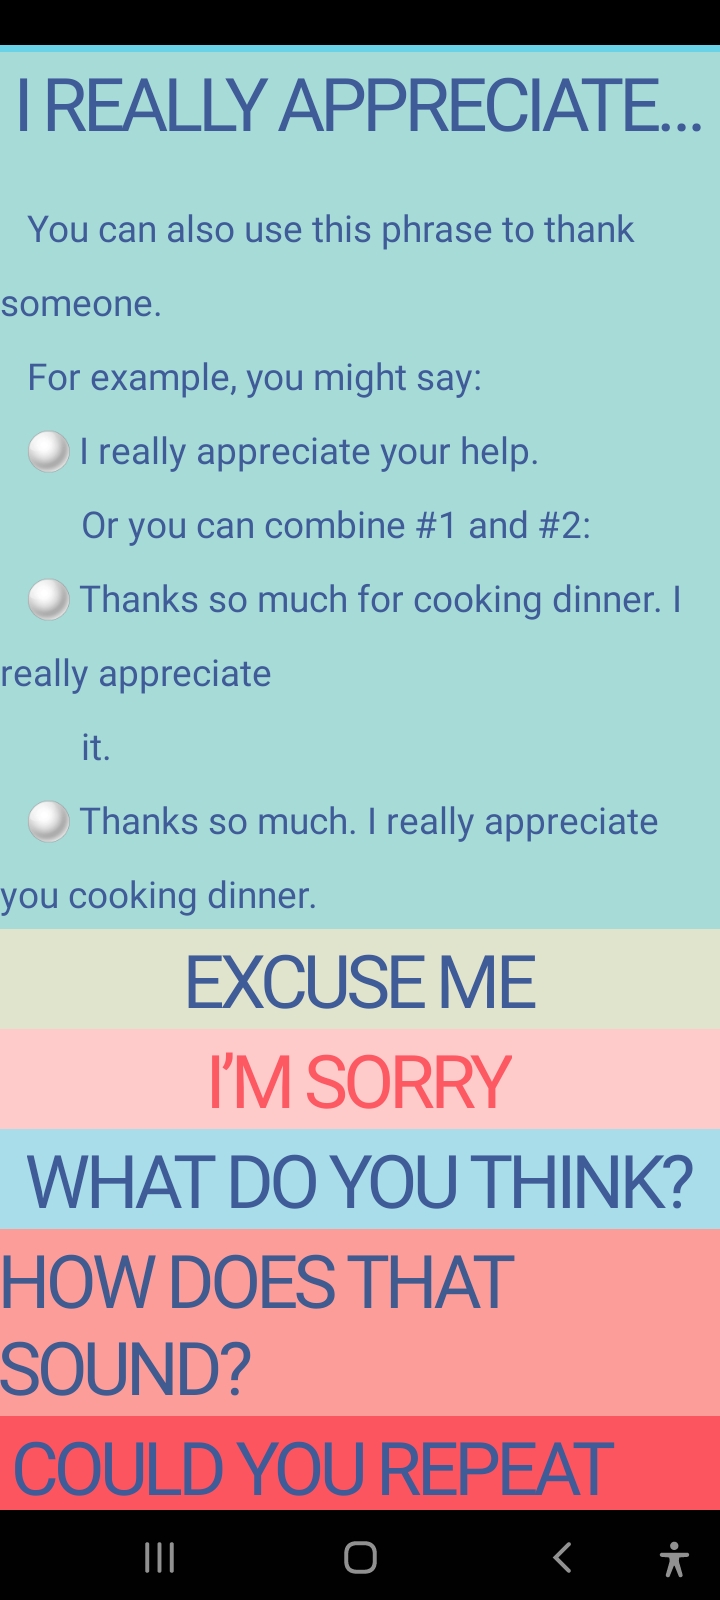 I REALLY APPRECIATE...
You can also use this phrase to thank
someone.
For example, you might say:
I really appreciate your help.
Or you can combine #1 and #2:
Thanks so much for cooking dinner. I
really appreciate
it.
Thanks so much. I really appreciate
you cooking dinner.
EXCUSE ME
I'M SORRY
WHAT DO YOU THINK?
HOW DOES THAT
SOUND?
COULD YOU REPEAT